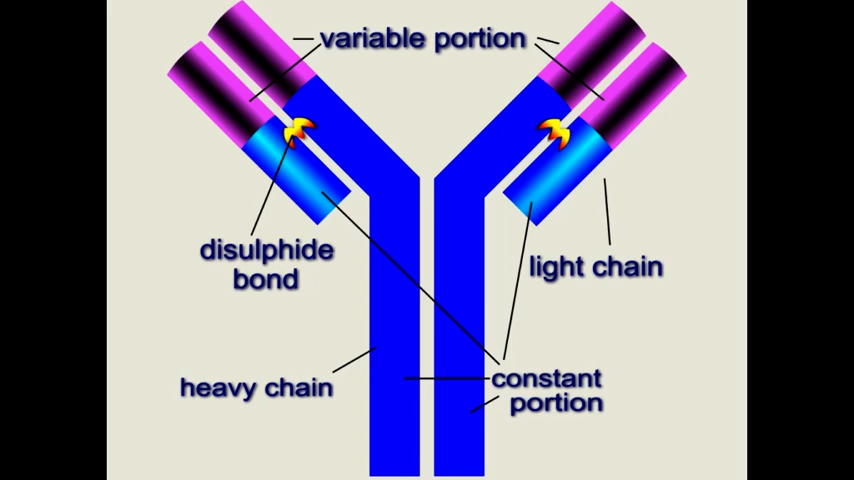 variable portion
disulphide
bond
light chain
heavy chain
constant
portion